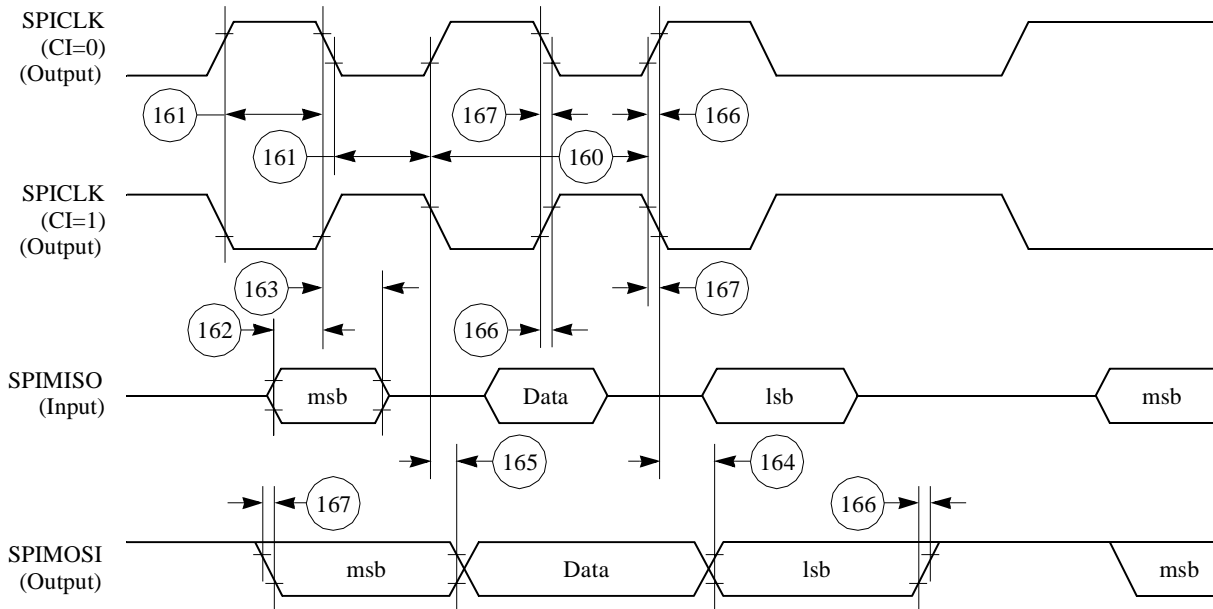 SPICLK
(CI=0)
(Output)
161
167
166
161
160
SPICLK
(CI=1)
(Output)
163
167
162
166
SPIMISO
(Input)
msb
Data
lsb
msb
165
164
167
166
SPIMOSI
(Output)
msb
Data
lsb
msb